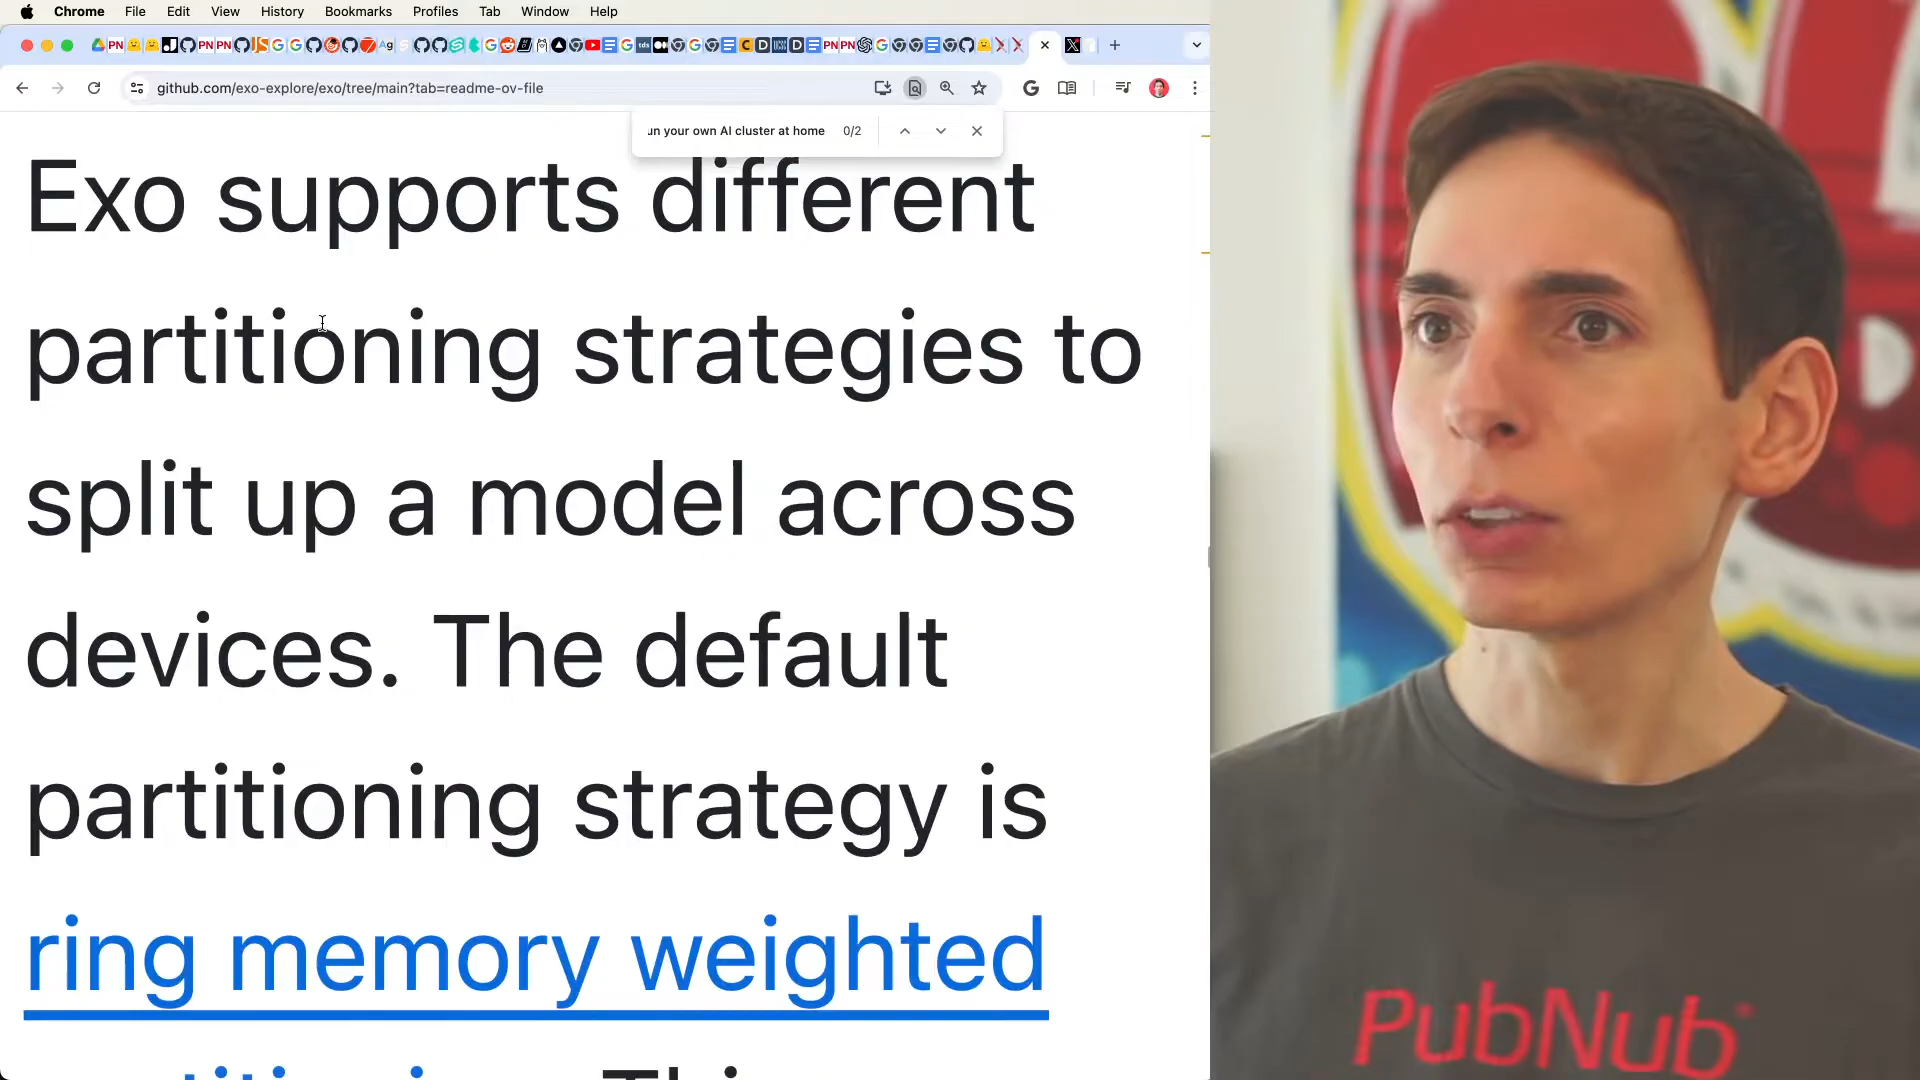 Chrome File Edit View History Bookmarks Profiles Tab Window Help
github.com/exo-explore/exo/tree/main?tab=readme-ov-file
un your own AI cluster at home 0/2
Exo supports different
partitioning strategies to
split up a model across
devices. The default
partitioning strategy is
ring memory weighted
PubNub